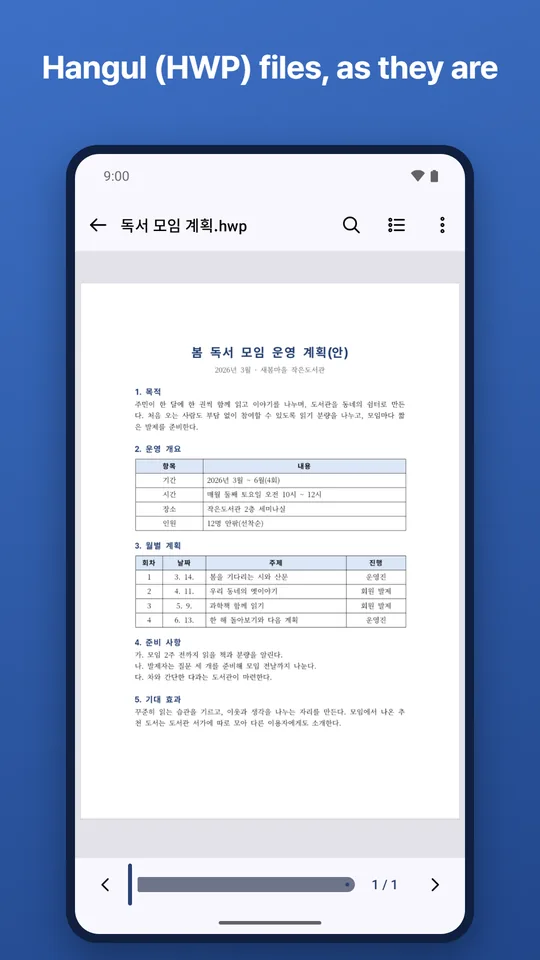 Hangul (HWP) files, as they are
9:00
독서 모임 계획.hwp
봄 독서 모임 운영 계획(안)
2026년 3월 · 새봄마을 작은도서관
1. 목적
주민이 한 달에 한 권씩 함께 읽고 이야기를 나누며, 도서관을 동네의 쉼터로 만든
다. 처음 오는 사람도 부담 없이 참여할 수 있도록 읽기 분량을 나누고, 모임마다 짧
은 발제를 준비한다.
2. 운영 개요
항목 내용
기간 2026년 3월 ~ 6월(4회)
시간 매월 둘째 토요일 오전 10시 ~ 12시
장소 작은도서관 2층 세미나실
인원 12명 안팎(선착순)
3. 월별 계획
회차 날짜 주제 진행
1 3. 14. 봄을 기다리는 시와 산문 운영진
2 4. 11. 우리 동네의 옛이야기 회원 발제
3 5. 9. 과학책 함께 읽기 회원 발제
4 6. 13. 한 해 돌아보기와 다음 계획 운영진
4. 준비 사항
가. 모임 2주 전까지 읽을 책과 분량을 알린다.
나. 발제자는 질문 세 개를 준비해 모임 전날까지 나눈다.
다. 차와 간단한 다과는 도서관이 마련한다.
5. 기대 효과
꾸준히 읽는 습관을 기르고, 이웃과 생각을 나누는 자리를 만든다. 모임에서 나온 추
천 도서는 도서관 서가에 따로 모아 다른 이용자에게도 소개한다.
1 / 1